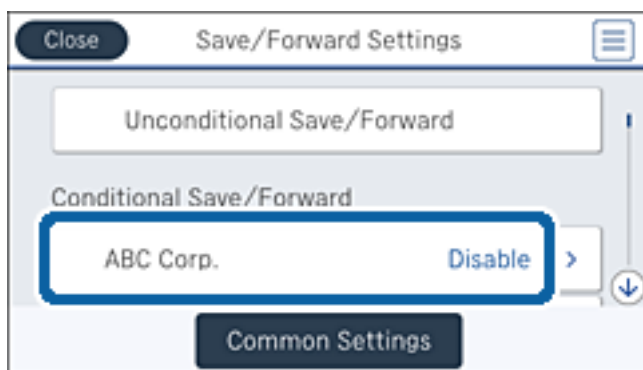 Close Save/Forward Settings
Unconditional Save/Forward
Conditional Save/Forward
ABC Corp. Disable >
Common Settings